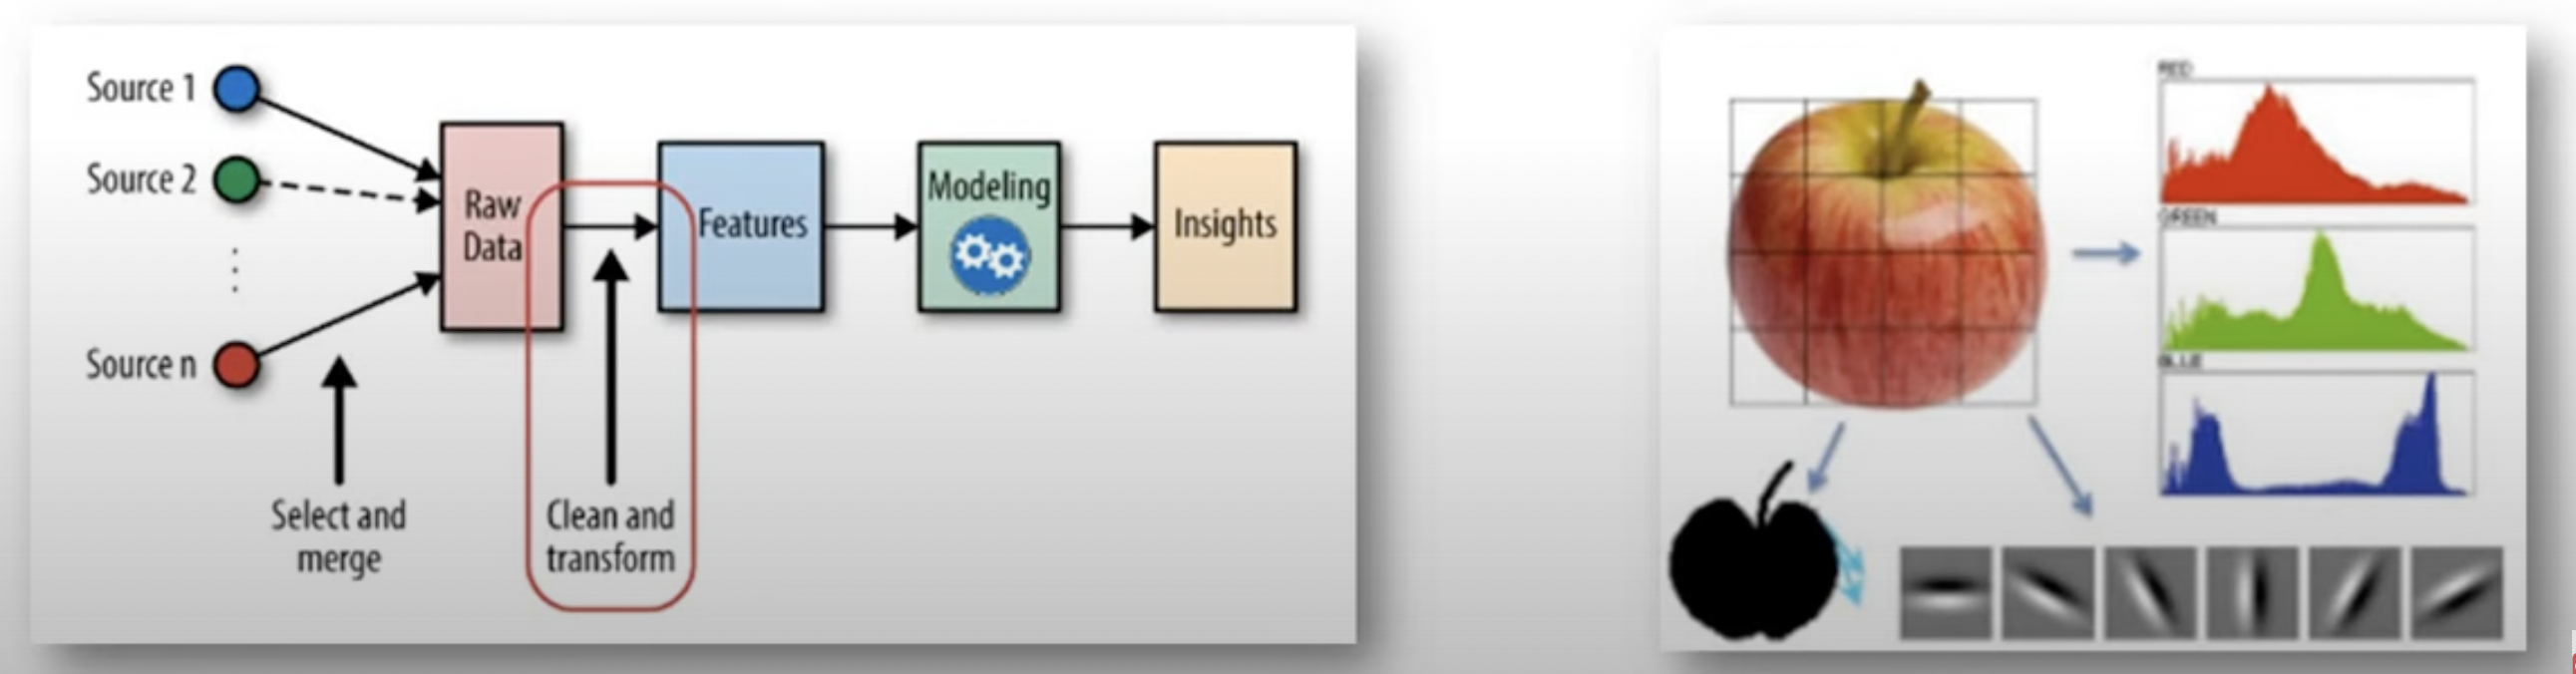 Source 1
Source 2
Source n
Select and
merge
Raw
Data
Clean and
transform
Features
Modeling
Insights
RED
GREEN
BLUE